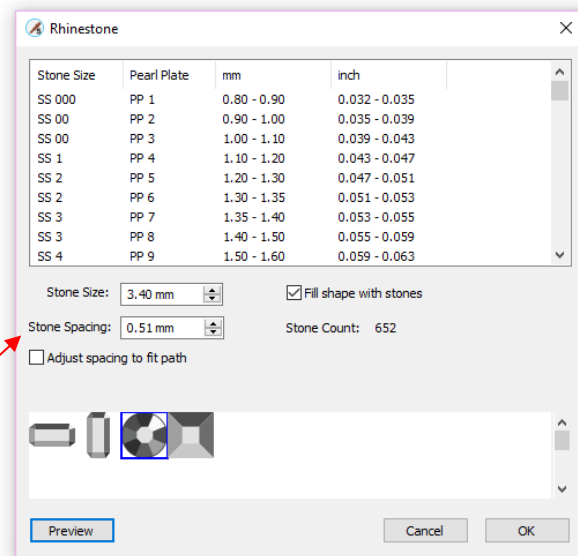 Rhinestone
Stone Size Pearl Plate mm inch
SS 000 PP 1 0.80 - 0.90 0.032 - 0.035
SS 00 PP 2 0.90 - 1.00 0.035 - 0.039
SS 00 PP 3 1.00 - 1.10 0.039 - 0.043
SS 1 PP 4 1.10 - 1.20 0.043 - 0.047
SS 2 PP 5 1.20 - 1.30 0.047 - 0.051
SS 2 PP 6 1.30 - 1.35 0.051 - 0.053
SS 3 PP 7 1.35 - 1.40 0.053 - 0.055
SS 3 PP 8 1.40 - 1.50 0.055 - 0.059
SS 4 PP 9 1.50 - 1.60 0.059 - 0.063
Stone Size: 3.40 mm Fill shape with stones
Stone Spacing: 0.51 mm Stone Count: 652
Adjust spacing to fit path
Preview Cancel OK